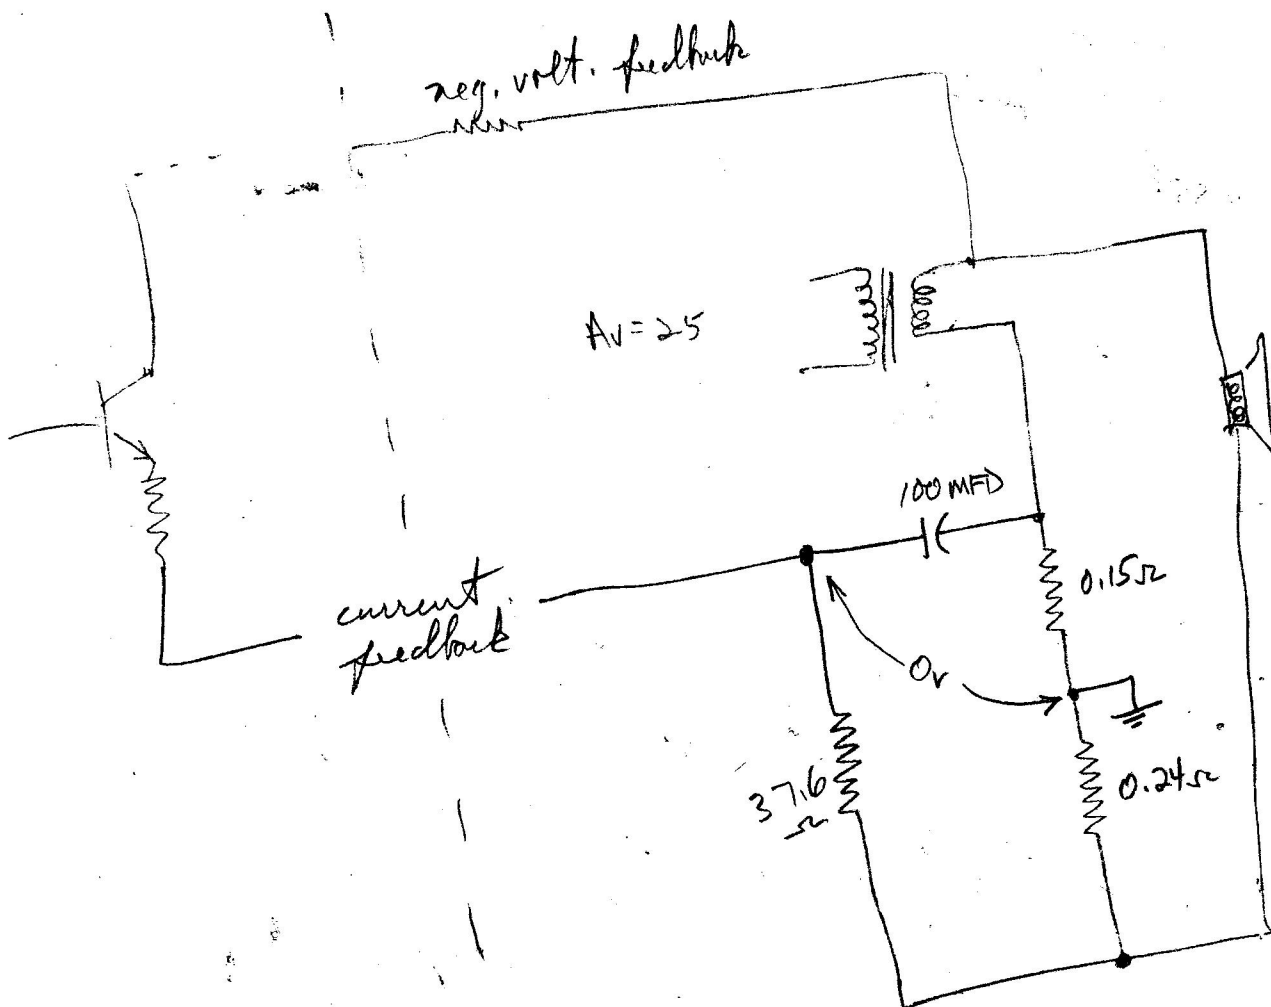 neg. volt. feedback
Av = 25
100 MFD
0.15Ω
current
feedback
0v
37.6
Ω
0.24Ω